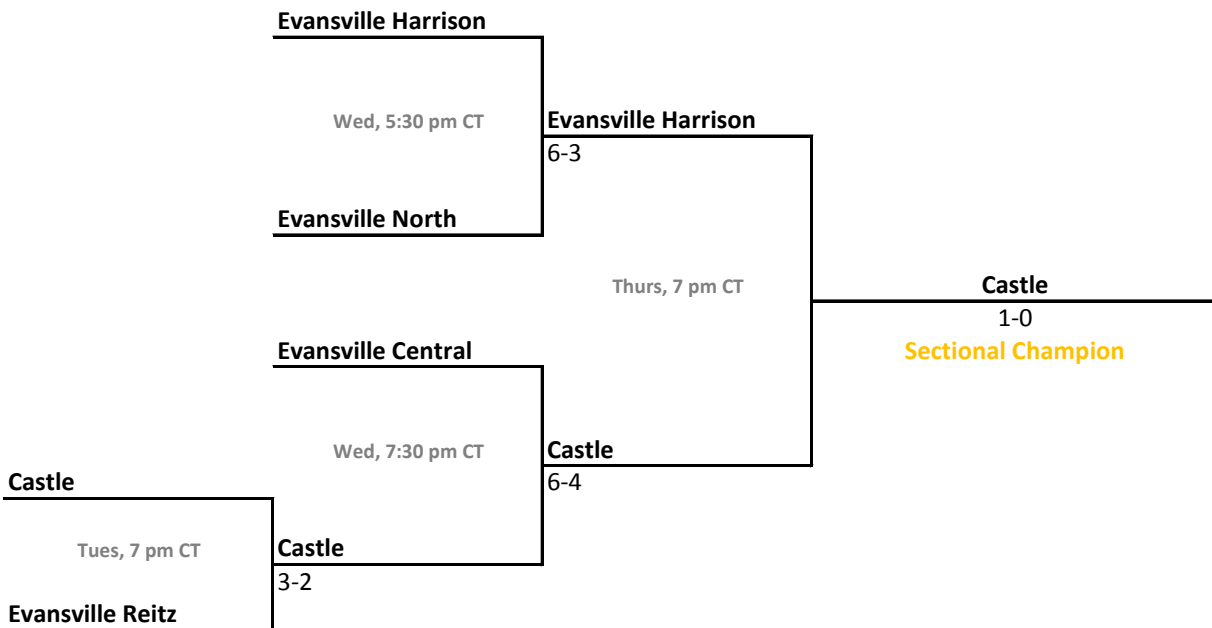 Evansville Harrison
Wed, 5:30 pm CT
Evansville Harrison
6-3
Evansville North
Thurs, 7 pm CT
Castle
1-0
Sectional Champion
Evansville Central
Wed, 7:30 pm CT
Castle
6-4
Castle
Tues, 7 pm CT
Castle
3-2
Evansville Reitz